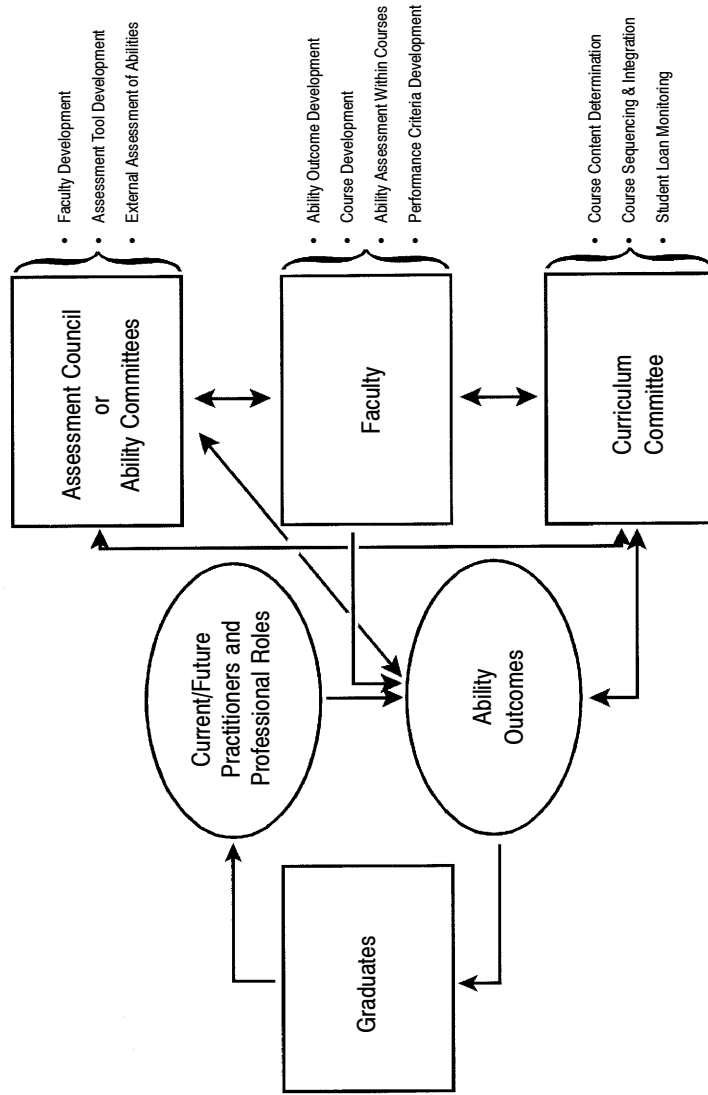 Graduates
Current/Future
Practitioners and
Professional Roles
Ability
Outcomes
Assessment Council
or
Ability Committees
• Faculty Development
• Assessment Tool Development
• External Assessment of Abilities
Faculty
• Ability Outcome Development
• Course Development
• Ability Assessment Within Courses
• Performance Criteria Development
Curriculum
Committee
• Course Content Determination
• Course Sequencing & Integration
• Student Loan Monitoring